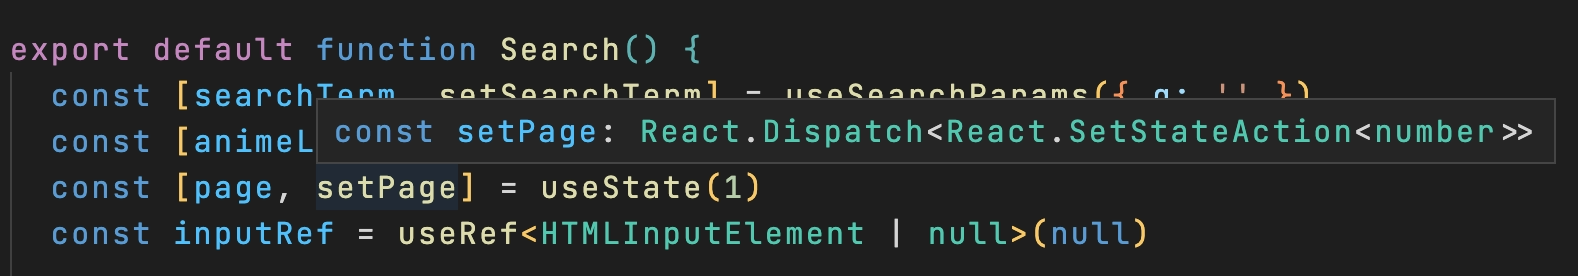 export default function Search() {
const [searchTerm, setSearchTerm] = useSearchParams({ q: '' })
const [animeL
const setPage: React.Dispatch<React.SetStateAction<number>>
const [page, setPage] = useState(1)
const inputRef = useRef<HTMLInputElement | null>(null)